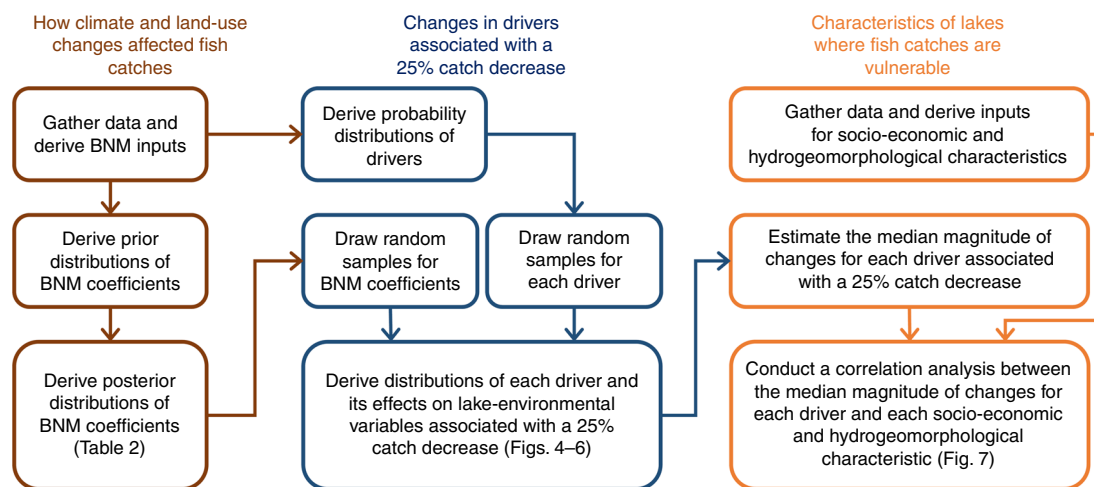 How climate and land-use
changes affected fish
catches
Gather data and
derive BNM inputs
Derive prior
distributions of
BNM coefficients
Derive posterior
distributions of
BNM coefficients
(Table 2)
Changes in drivers
associated with a
25% catch decrease
Derive probability
distributions of
drivers
Draw random
samples for
BNM coefficients
Draw random
samples for
each driver
Derive distributions of each driver and
its effects on lake-environmental
variables associated with a 25%
catch decrease (Figs. 4–6)
Characteristics of lakes
where fish catches are
vulnerable
Gather data and derive inputs
for socio-economic and
hydrogeomorphological characteristics
Estimate the median magnitude of
changes for each driver associated
with a 25% catch decrease
Conduct a correlation analysis between
the median magnitude of changes for
each driver and each socio-economic
and hydrogeomorphological
characteristic (Fig. 7)